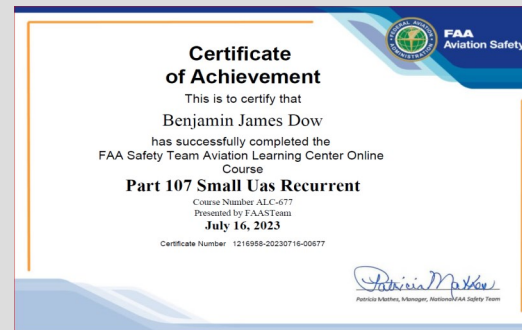 FAA
Aviation Safety
Certificate
of Achievement
This is to certify that
Benjamin James Dow
has successfully completed the
FAA Safety Team Aviation Learning Center Online
Course
Part 107 Small Uas Recurrent
Course Number ALC-677
Presented by FAASTeam
July 16, 2023
Certificate Number 1216958-20230716-00677
Patricia Mathes
Patricia Mathes, Manager, National FAA Safety Team